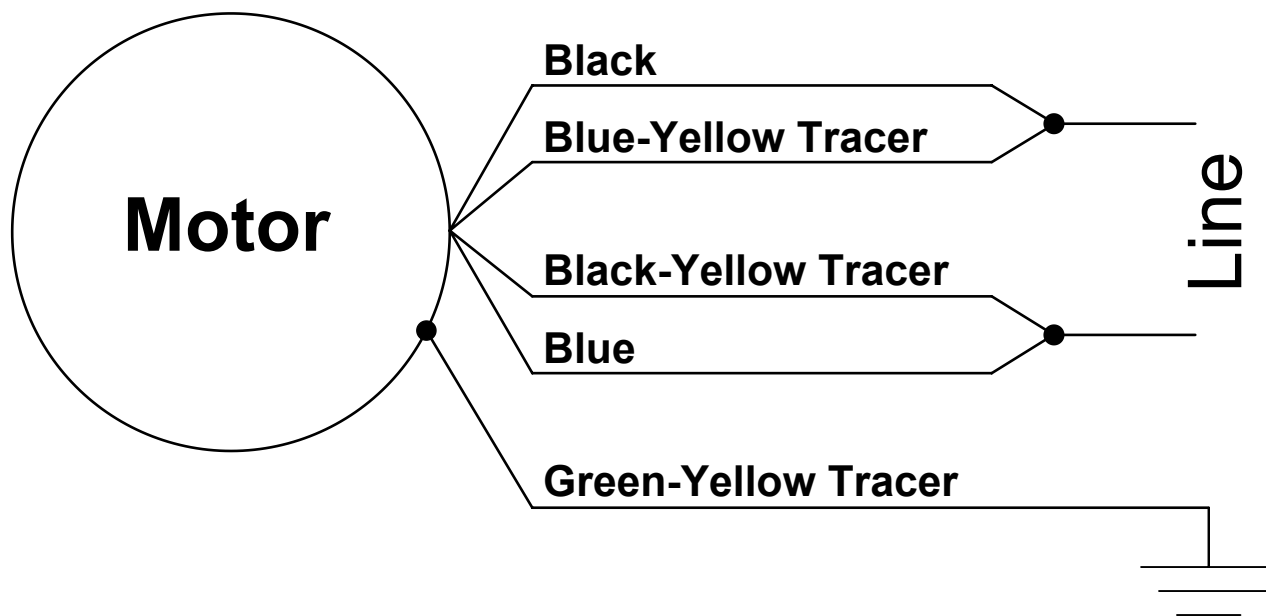 Black
Blue-Yellow Tracer
Motor
Line
Black-Yellow Tracer
Blue
Green-Yellow Tracer